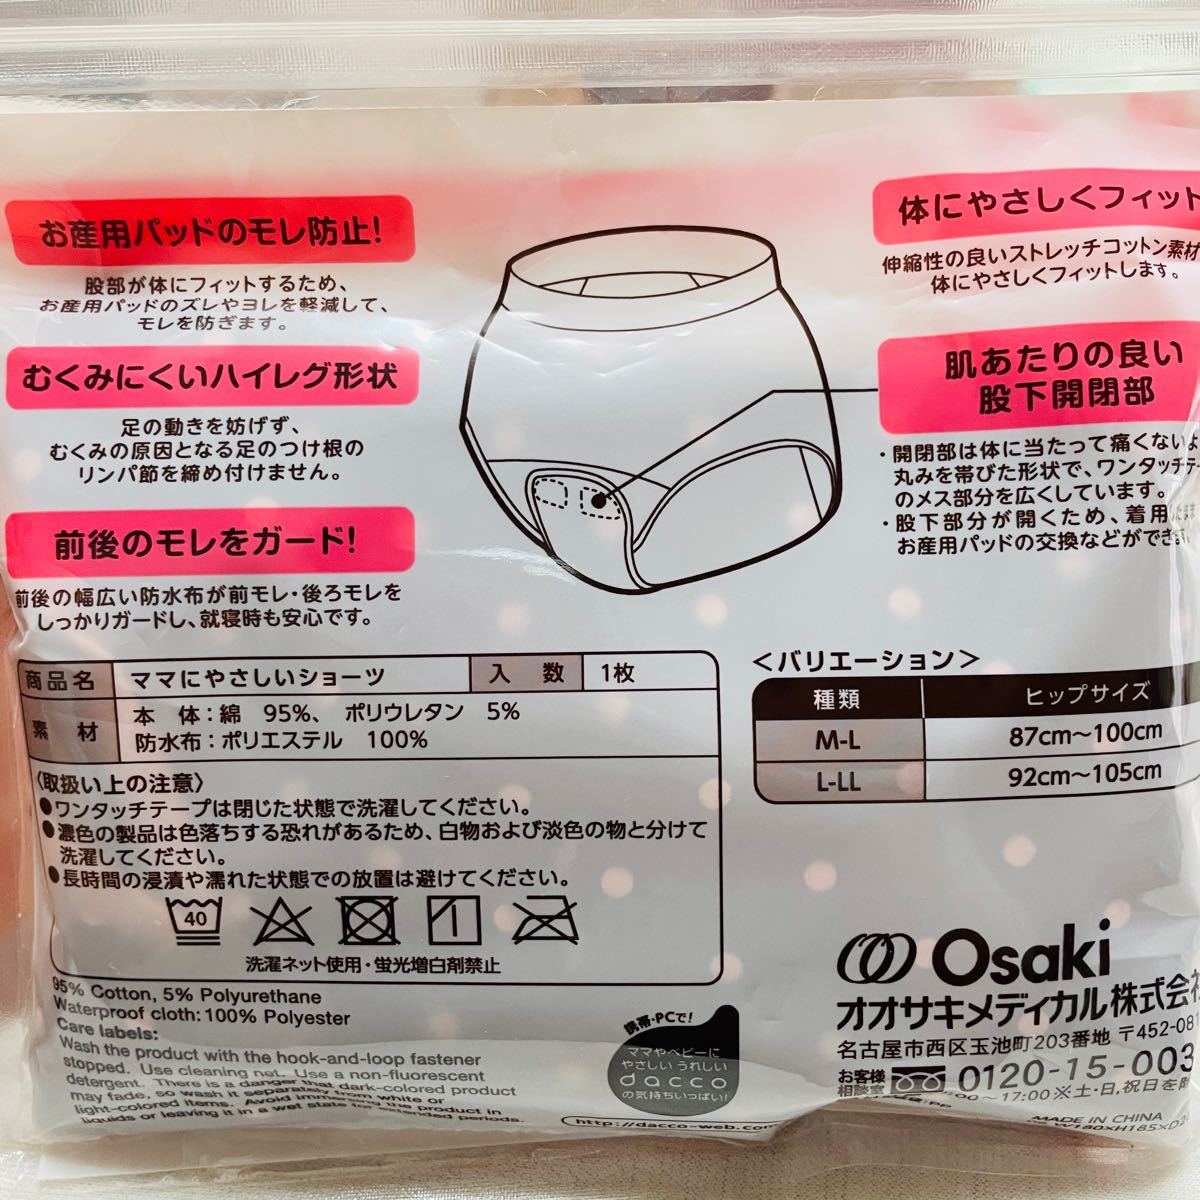 お産用パッドのモレ防止!
股部が体にフィットするため、
お産用パッドのズレやヨレを軽減して、
モレを防ぎます。
むくみにくいハイレグ形状
足の動きを妨げず、
むくみの原因となる足のつけ根の
リンパ節を締め付けません。
前後のモレをガード!
前後の幅広い防水布が前モレ・後ろモレを
しっかりガードし、就寝時も安心です。
体にやさしくフィット
伸縮性の良いストレッチコットン素材
体にやさしくフィットします。
肌あたりの良い
股下開閉部
・開閉部は体に当たって痛くないよ
丸みを帯びた形状で、ワンタッチテー
のメス部分を広くしています。
・股下部分が開くため、着用したまま
お産用パッドの交換などができます。
商品名 ママにやさしいショーツ 入数 1枚
素材 本体:綿 95%、ポリウレタン 5%
防水布:ポリエステル 100%
〈取扱い上の注意〉
●ワンタッチテープは閉じた状態で洗濯してください。
●濃色の製品は色落ちする恐れがあるため、白物および淡色の物と分けて
洗濯してください。
●長時間の浸漬や濡れた状態での放置は避けてください。
40
洗濯ネット使用・蛍光増白剤禁止
95% Cotton, 5% Polyurethane
Waterproof cloth: 100% Polyester
Care labels:
Wash the product with the hook-and-loop fastener
stopped. Use cleaning net. Use a non-fluorescent
detergent. There is a danger that dark-colored product
may fade, so wash it separately from white or
light-colored items. Avoid immerse the product in
liquids or leaving it in a wet state for extended periods.
<バリエーション>
種類 ヒップサイズ
M-L 87cm〜100cm
L-LL 92cm〜105cm
携帯・PCで!
ママやベビーに
やさしい うれしい
dacco
の気持ちいっぱい!
http://dacco-web.com
Osaki
オオサキメディカル株式会社
名古屋市西区玉池町203番地 〒452-081
お客様
相談室 0120-15-003
:00〜17:00※土・日,祝日を除
PP
MADE IN CHINA
W180×H185×D2